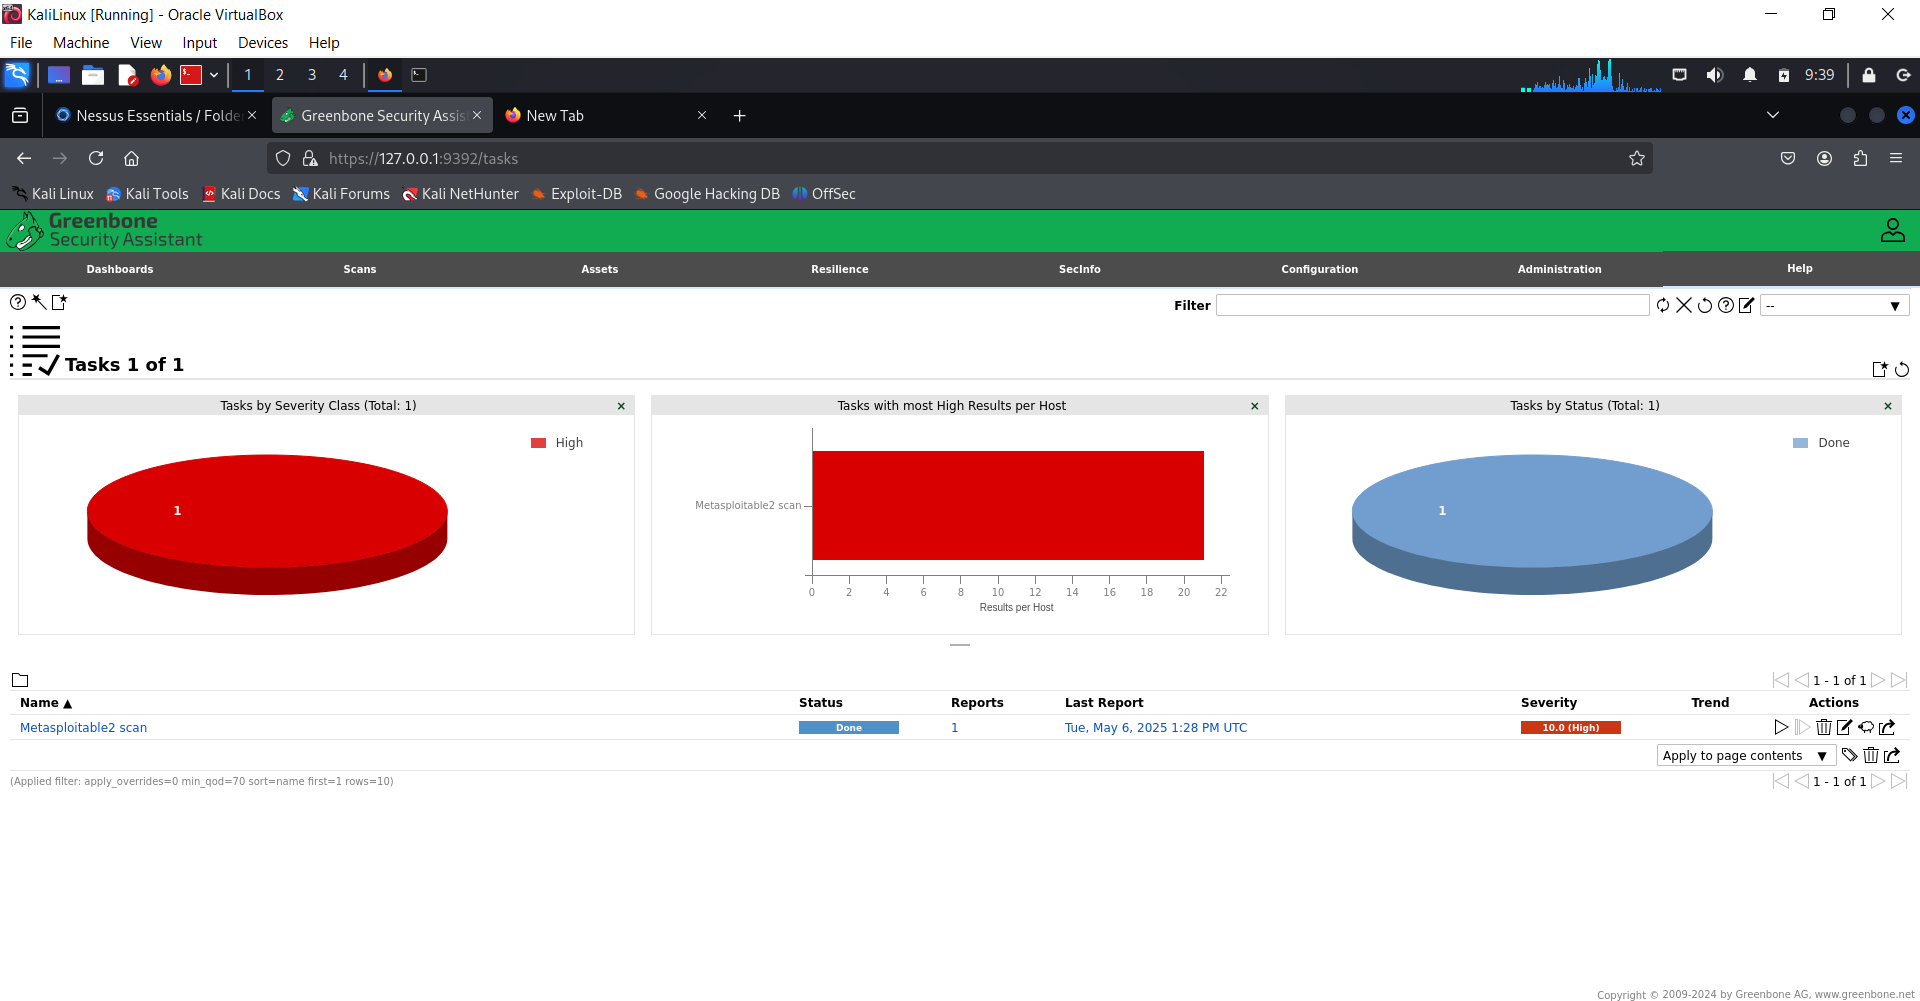 KaliLinux [Running] - Oracle VirtualBox
File Machine View Input Devices Help
1 2 3 4 9:39
Nessus Essentials / Folde Greenbone Security Assis New Tab
https://127.0.0.1:9392/tasks
Kali Linux Kali Tools Kali Docs Kali Forums Kali NetHunter Exploit-DB Google Hacking DB OffSec
Greenbone
Security Assistant
Dashboards Scans Assets Resilience SecInfo Configuration Administration Help
Filter --
Tasks 1 of 1
Tasks by Severity Class (Total: 1)
High
1
Tasks with most High Results per Host
Metasploitable2 scan
0 2 4 6 8 10 12 14 16 18 20 22
Results per Host
Tasks by Status (Total: 1)
Done
1
1 - 1 of 1
Name ▲ Status Reports Last Report Severity Trend Actions
Metasploitable2 scan Done 1 Tue, May 6, 2025 1:28 PM UTC 10.0 (High)
Apply to page contents ▼
(Applied filter: apply_overrides=0 min_qod=70 sort=name first=1 rows=10) 1 - 1 of 1
Copyright © 2009-2024 by Greenbone AG, www.greenbone.net